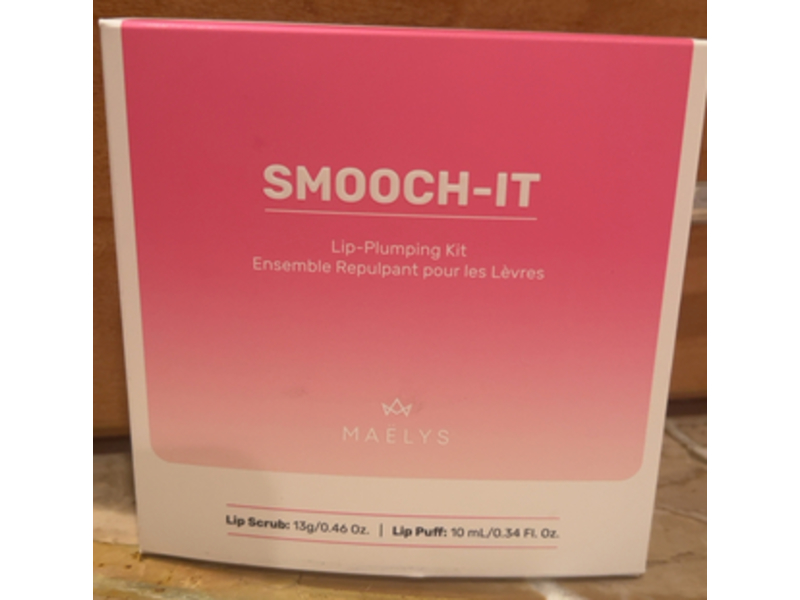 SMOOCH-IT
Lip-Plumping Kit
Ensemble Repulpant pour les Lèvres
MAELYS
Lip Scrub: 13g/0.46 Oz. | Lip Puff: 10 mL/0.34 Fl. Oz.